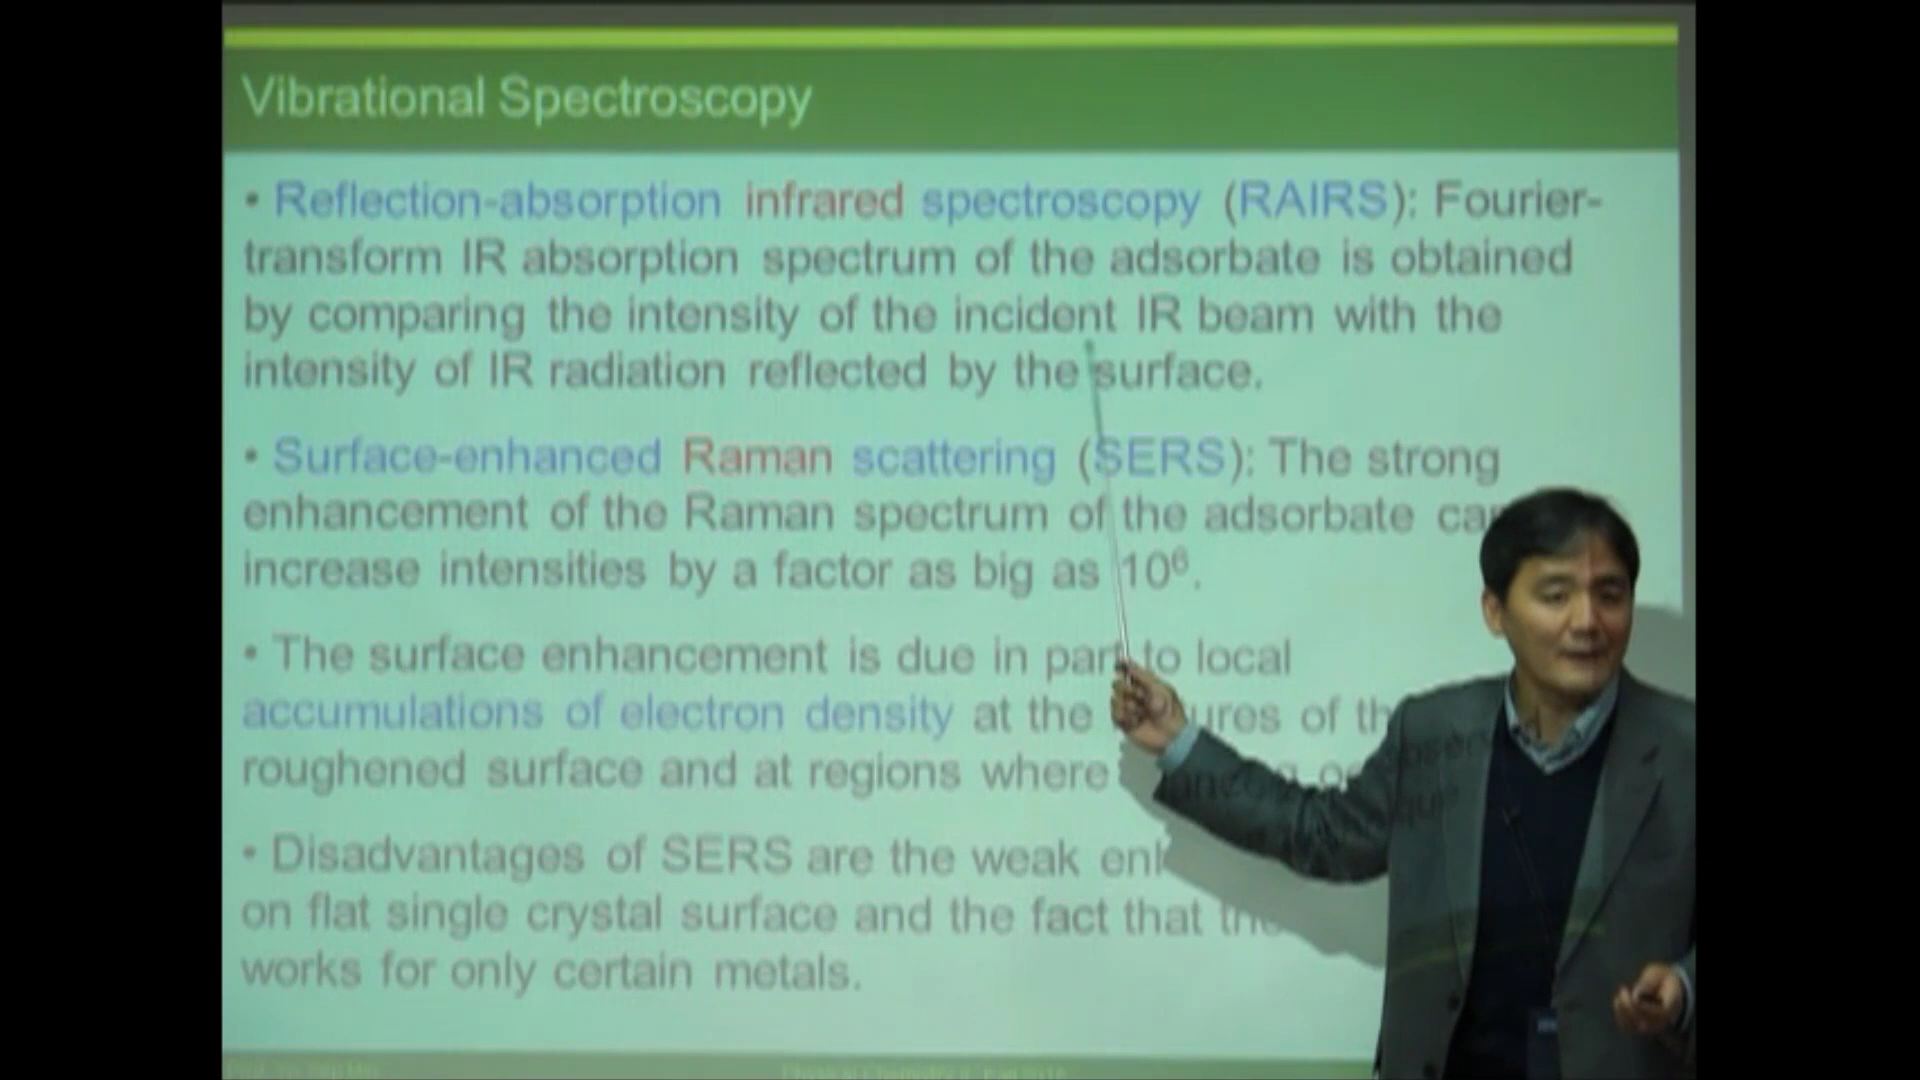 Vibrational Spectroscopy
• Reflection-absorption infrared spectroscopy (RAIRS): Fourier-
transform IR absorption spectrum of the adsorbate is obtained
by comparing the intensity of the incident IR beam with the
intensity of IR radiation reflected by the surface.
• Surface-enhanced Raman scattering (SERS): The strong
enhancement of the Raman spectrum of the adsorbate can
increase intensities by a factor as big as 10⁶.
• The surface enhancement is due in part to local
accumulations of electron density at the of
roughened surface and at regions where
• Disadvantages of SERS are the weak
on flat single crystal surface and the fact that
works for only certain metals.